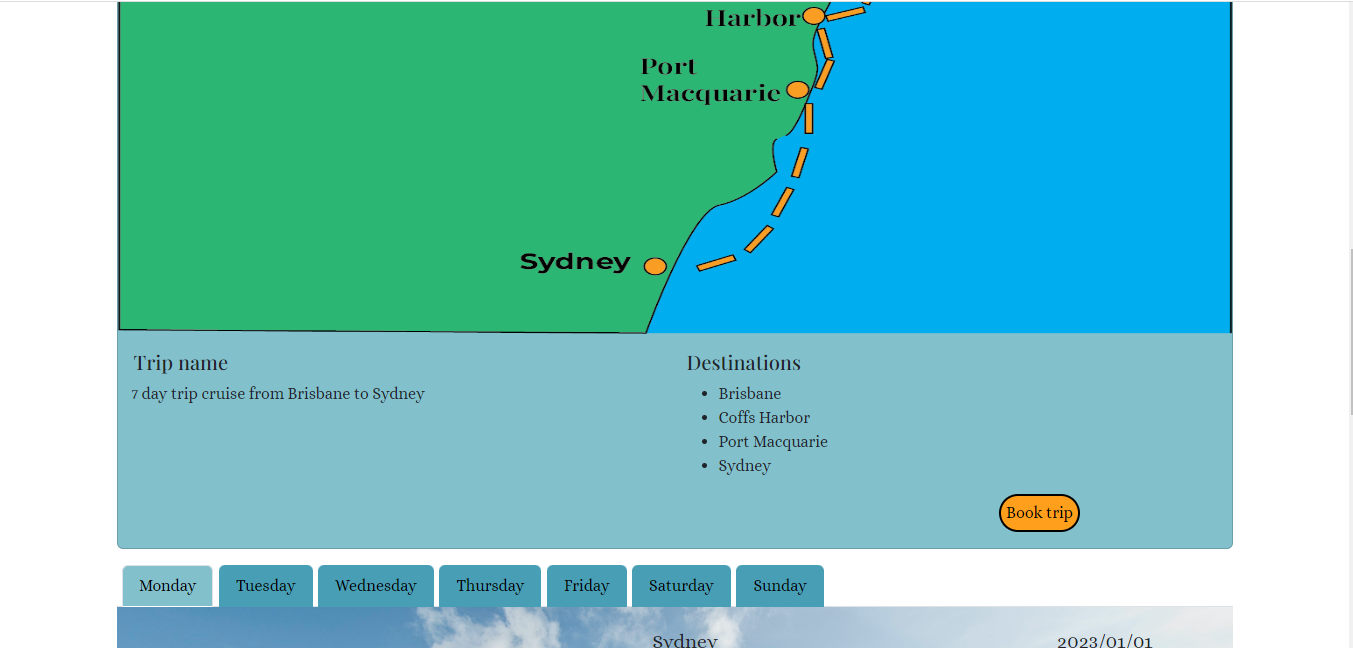 Harbor
Port
Macquarie
Sydney
Trip name
7 day trip cruise from Brisbane to Sydney
Destinations
Brisbane
Coffs Harbor
Port Macquarie
Sydney
Book trip
Monday Tuesday Wednesday Thursday Friday Saturday Sunday
Sydney 2023/01/01